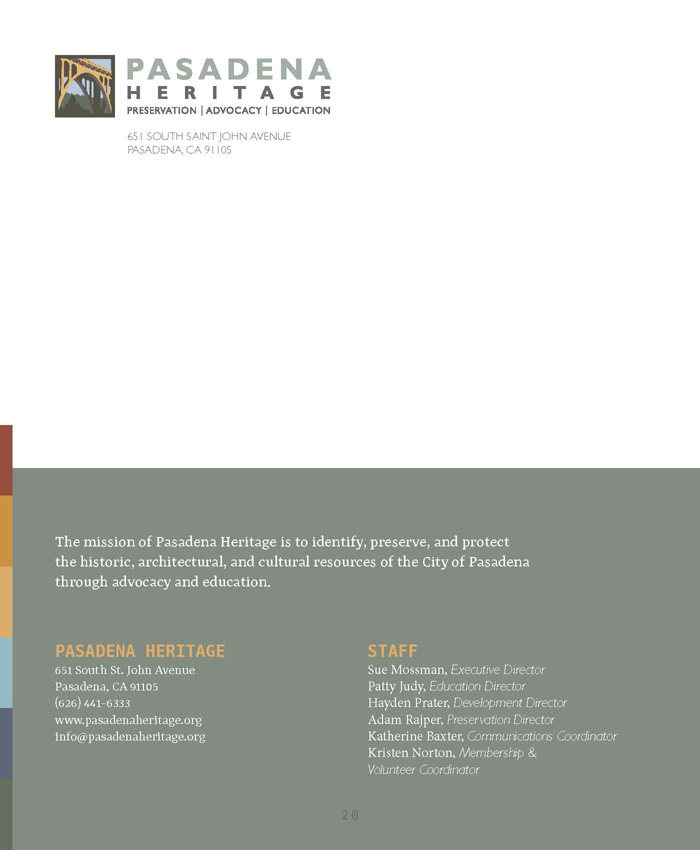 PASADENA
HERITAGE
PRESERVATION | ADVOCACY | EDUCATION
651 SOUTH SAINT JOHN AVENUE
PASADENA, CA 91105
The mission of Pasadena Heritage is to identify, preserve, and protect
the historic, architectural, and cultural resources of the City of Pasadena
through advocacy and education.
PASADENA HERITAGE
651 South St. John Avenue
Pasadena, CA 91105
(626) 441-6333
www.pasadenaheritage.org
info@pasadenaheritage.org
STAFF
Sue Mossman, Executive Director
Patty Judy, Education Director
Hayden Prater, Development Director
Adam Rajper, Preservation Director
Katherine Baxter, Communications Coordinator
Kristen Norton, Membership &
Volunteer Coordinator
20